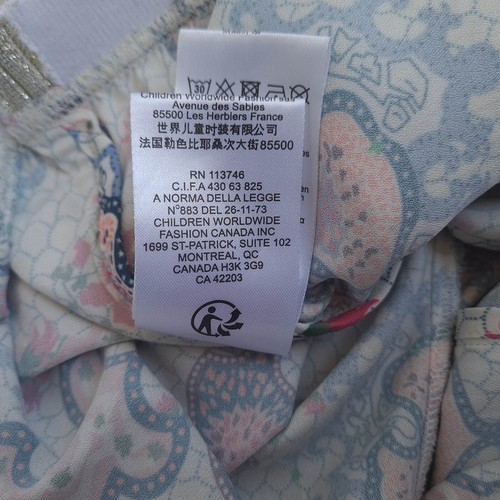 30
Children Worldwide Fashion sas
Avenue des Sables
85500 Les Herbiers France
世界儿童时装有限公司
法国勒色比耶桑次大街85500
RN 113746
C.I.F.A 430 63 825
A NORMA DELLA LEGGE
N°883 DEL 26-11-73
CHILDREN WORLDWIDE
FASHION CANADA INC
1699 ST-PATRICK, SUITE 102
MONTREAL, QC
CANADA H3K 3G9
CA 42203